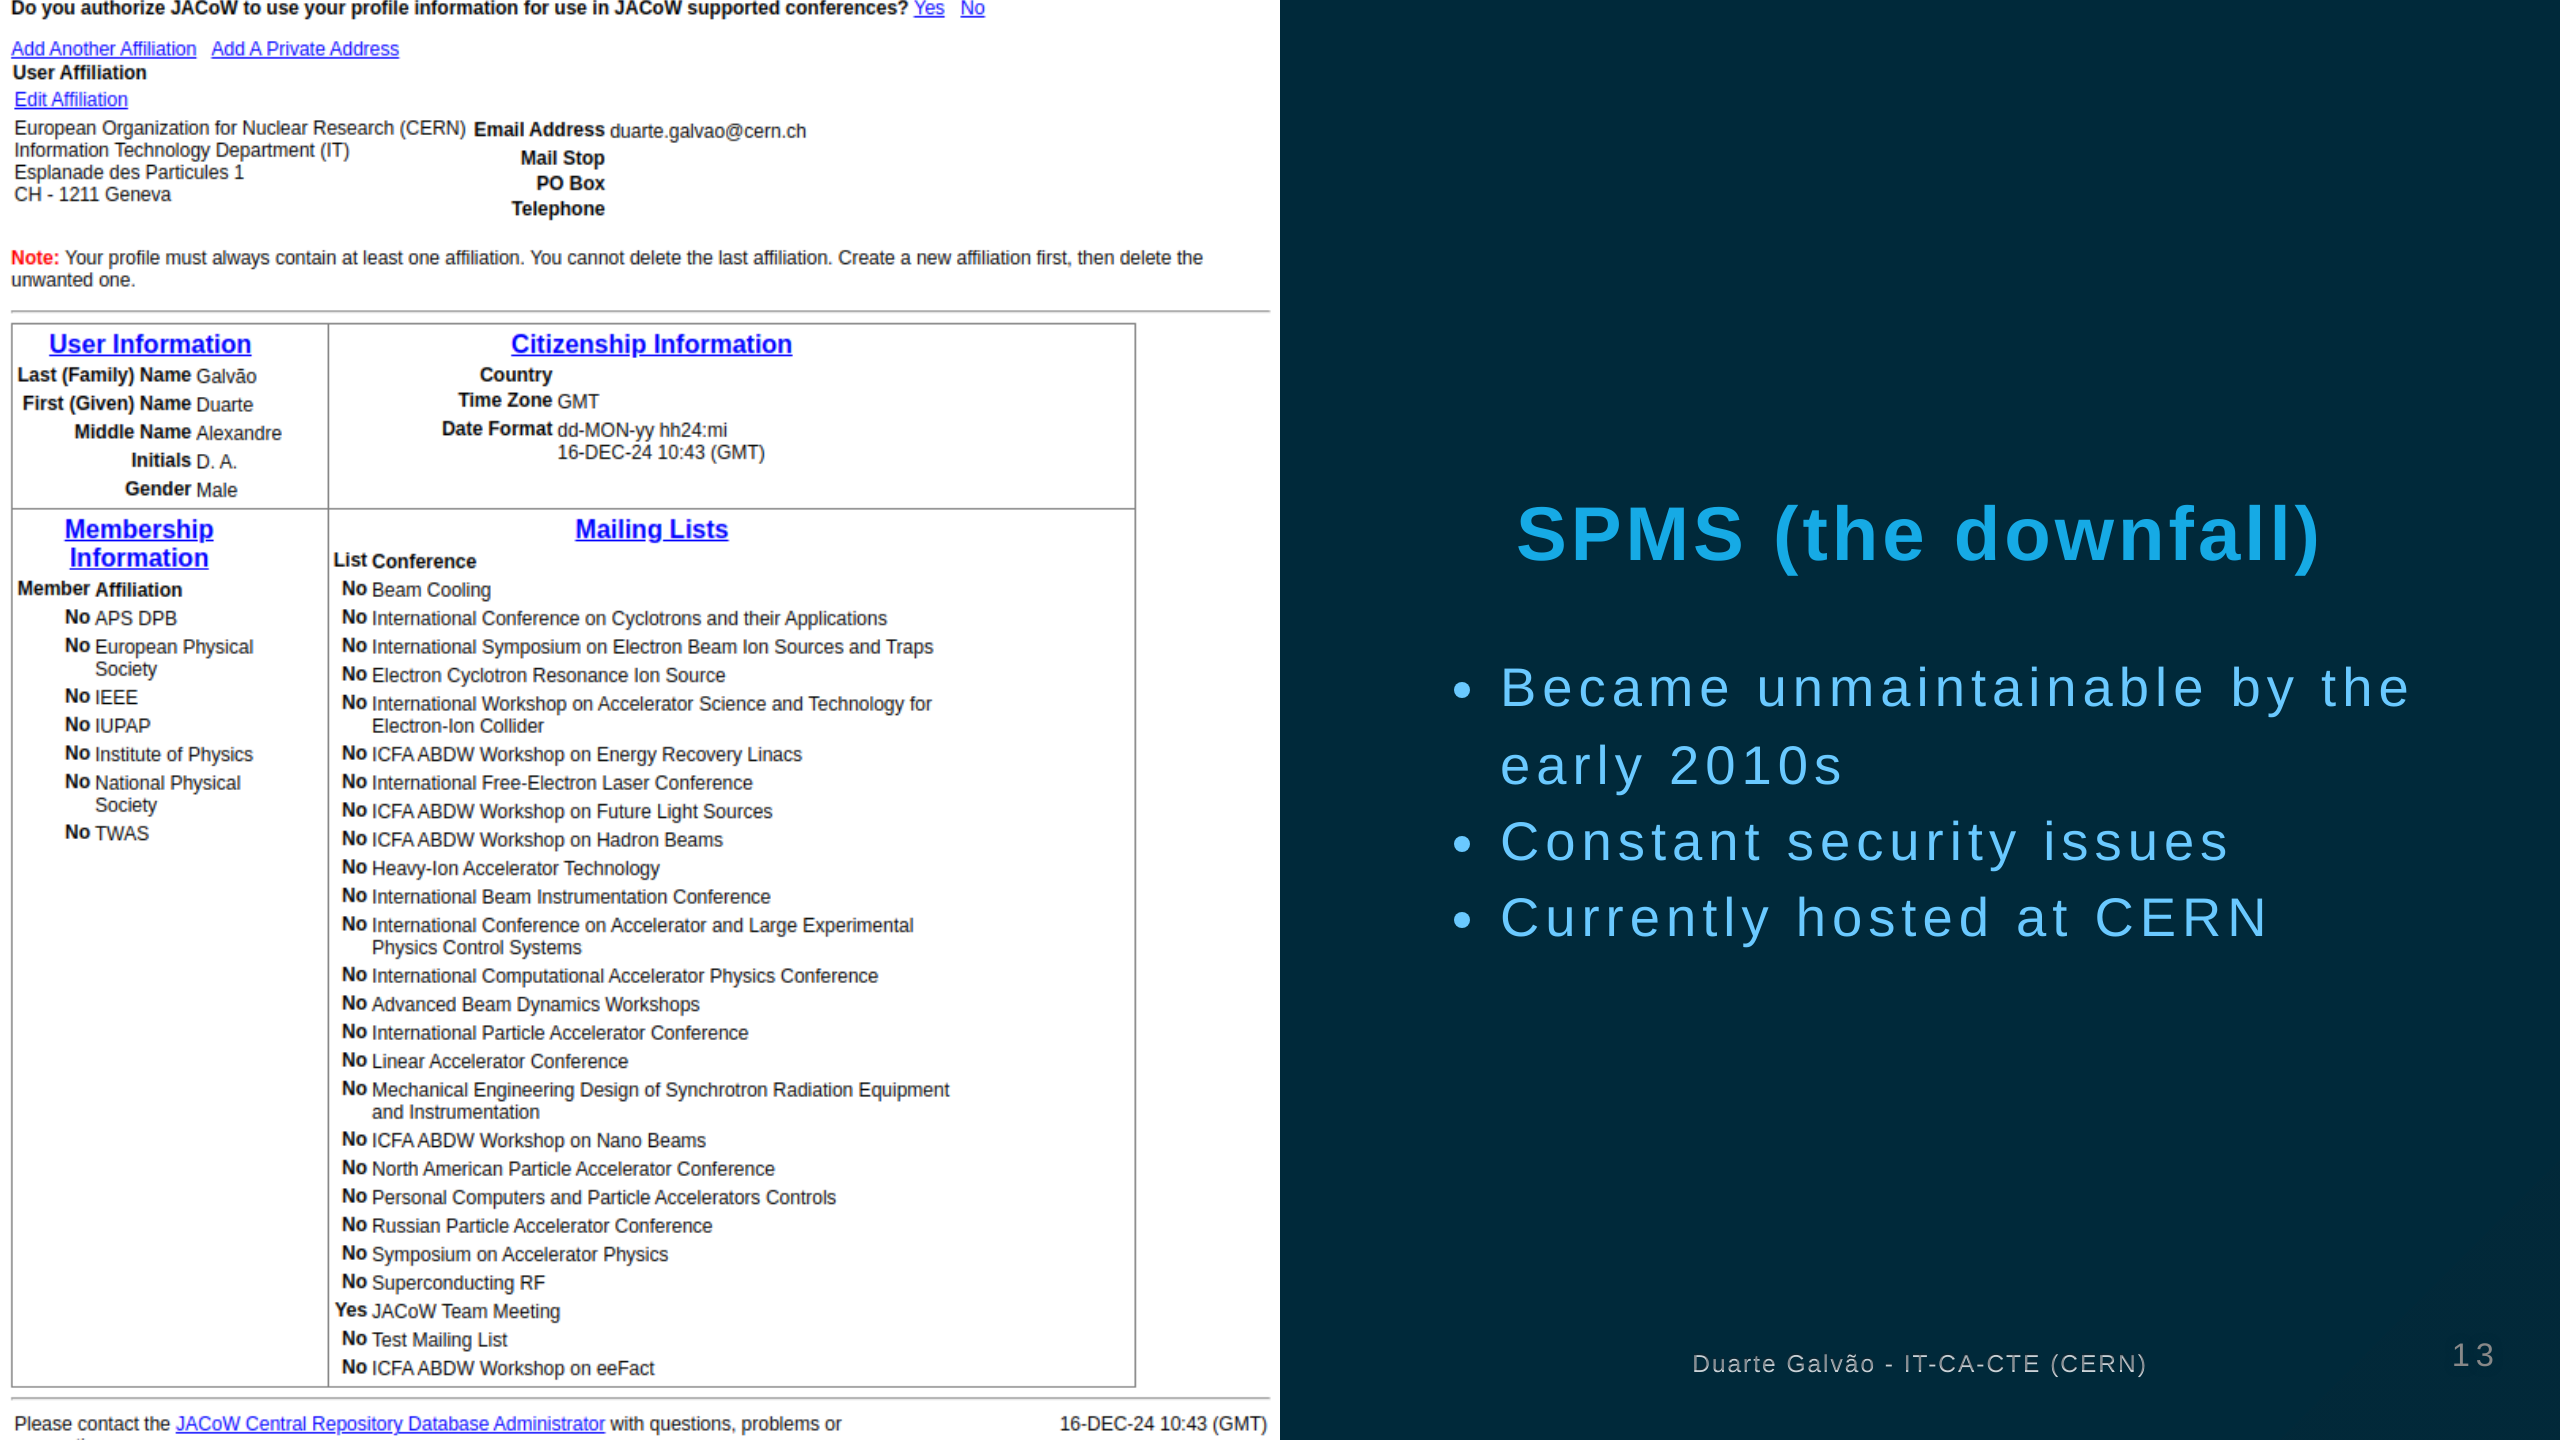 Do you authorize JACoW to use your profile information for use in JACoW supported conferences? Yes No
Add Another Affiliation Add A Private Address
User Affiliation
Edit Affiliation
European Organization for Nuclear Research (CERN) Email Address duarte.galvao@cern.ch
Information Technology Department (IT) Mail Stop
Esplanade des Particules 1 PO Box
CH - 1211 Geneva Telephone
Note: Your profile must always contain at least one affiliation. You cannot delete the last affiliation. Create a new affiliation first, then delete the
unwanted one.
User Information
Last (Family) Name Galvão
First (Given) Name Duarte
Middle Name Alexandre
Initials D. A.
Gender Male
Citizenship Information
Country
Time Zone GMT
Date Format dd-MON-yy hh24:mi
16-DEC-24 10:43 (GMT)
Membership
Information
Member Affiliation
No APS DPB
No European Physical
Society
No IEEE
No IUPAP
No Institute of Physics
No National Physical
Society
No TWAS
Mailing Lists
List Conference
No Beam Cooling
No International Conference on Cyclotrons and their Applications
No International Symposium on Electron Beam Ion Sources and Traps
No Electron Cyclotron Resonance Ion Source
No International Workshop on Accelerator Science and Technology for
Electron-Ion Collider
No ICFA ABDW Workshop on Energy Recovery Linacs
No International Free-Electron Laser Conference
No ICFA ABDW Workshop on Future Light Sources
No ICFA ABDW Workshop on Hadron Beams
No Heavy-Ion Accelerator Technology
No International Beam Instrumentation Conference
No International Conference on Accelerator and Large Experimental
Physics Control Systems
No International Computational Accelerator Physics Conference
No Advanced Beam Dynamics Workshops
No International Particle Accelerator Conference
No Linear Accelerator Conference
No Mechanical Engineering Design of Synchrotron Radiation Equipment
and Instrumentation
No ICFA ABDW Workshop on Nano Beams
No North American Particle Accelerator Conference
No Personal Computers and Particle Accelerators Controls
No Russian Particle Accelerator Conference
No Symposium on Accelerator Physics
No Superconducting RF
Yes JACoW Team Meeting
No Test Mailing List
No ICFA ABDW Workshop on eeFact
Please contact the JACoW Central Repository Database Administrator with questions, problems or
16-DEC-24 10:43 (GMT)
SPMS (the downfall)
• Became unmaintainable by the
early 2010s
• Constant security issues
• Currently hosted at CERN
Duarte Galvão - IT-CA-CTE (CERN)
13